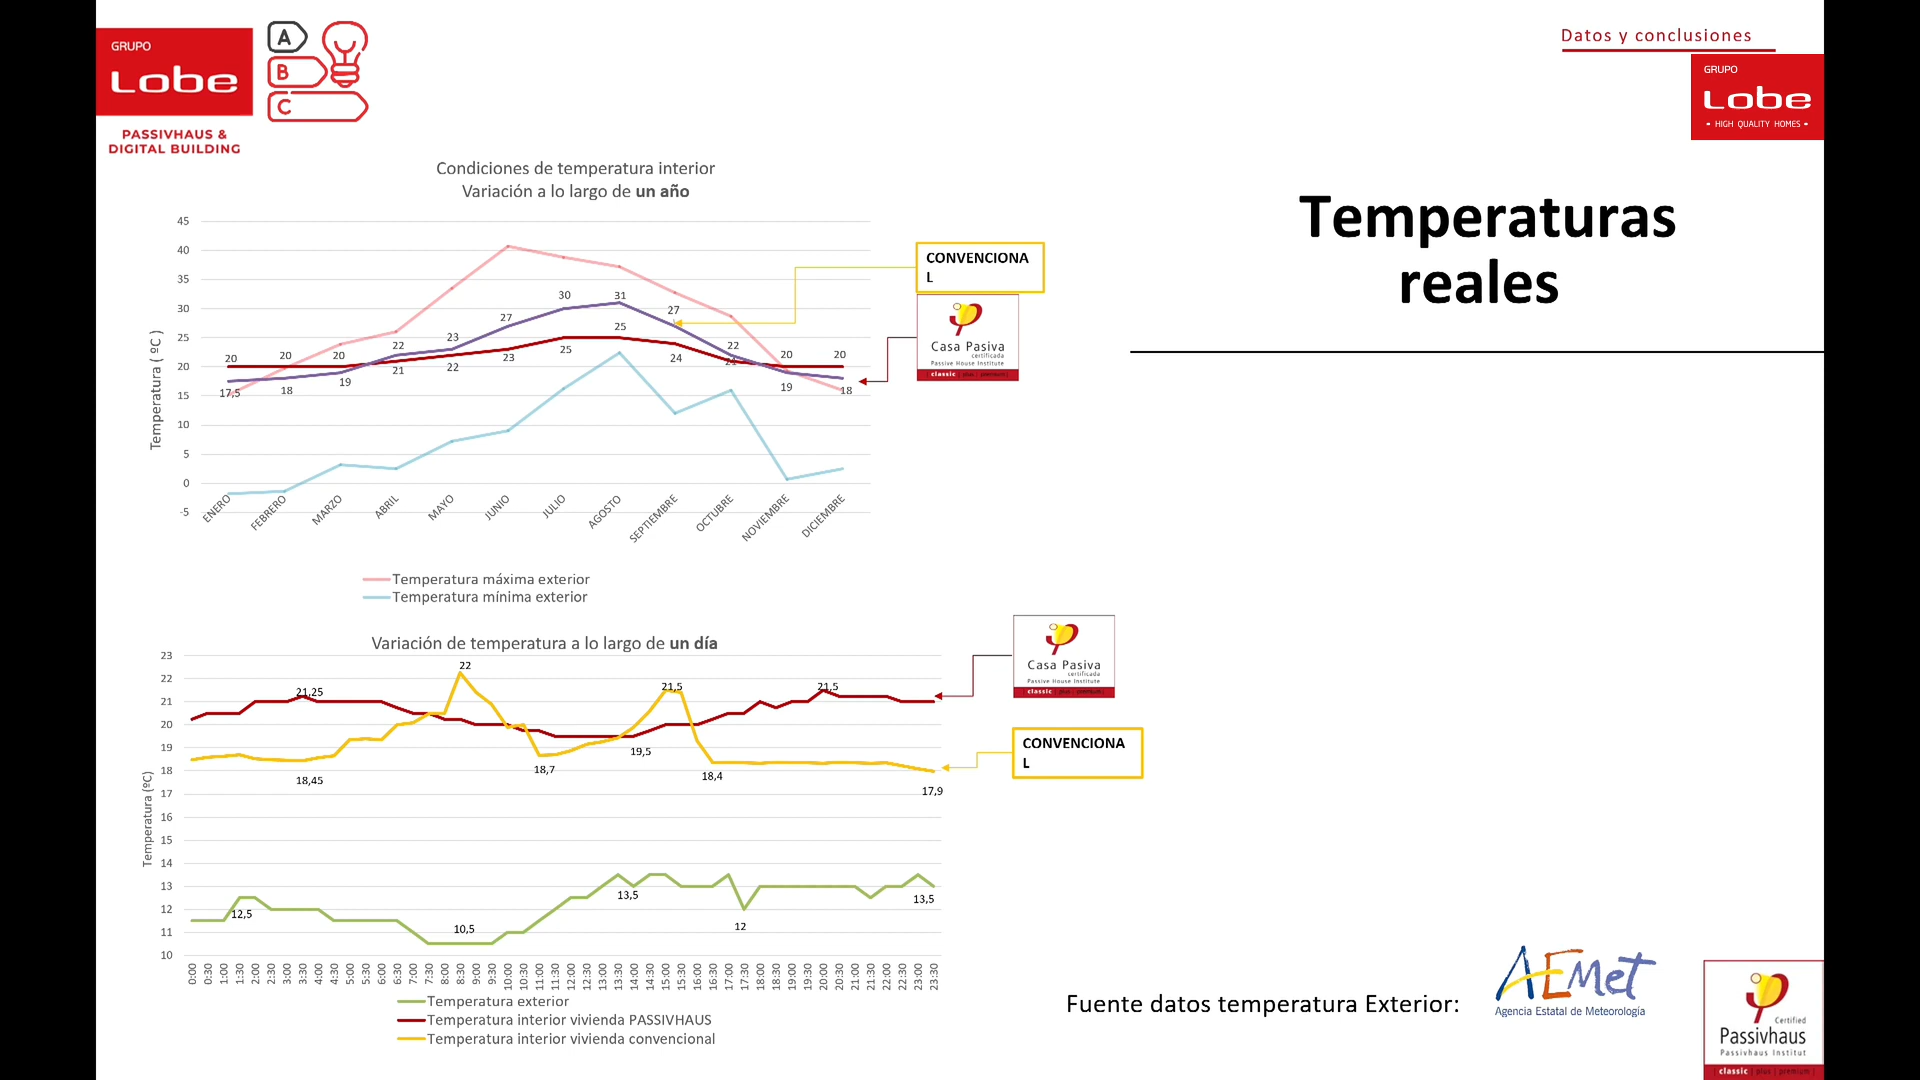 GRUPO
Lobe
PASSIVHAUS &
DIGITAL BUILDING
A
B
C
Datos y conclusiones
GRUPO
Lobe
• HIGH QUALITY HOMES •
Temperaturas
reales
Condiciones de temperatura interior
Variación a lo largo de un año
Temperatura ( ºC )
45
40
35
30
25
20
15
10
5
0
-5
20
20
20
22
23
27
30
31
27
22
20
20
17,5
18
19
21
22
23
25
25
24
21
19
18
ENERO
FEBRERO
MARZO
ABRIL
MAYO
JUNIO
JULIO
AGOSTO
SEPTIEMBRE
OCTUBRE
NOVIEMBRE
DICIEMBRE
Temperatura máxima exterior
Temperatura mínima exterior
CONVENCIONA
L
Casa Pasiva
certificada
Passive House Institute
classic | plus | premium |
Variación de temperatura a lo largo de un día
Temperatura (ºC)
23
22
21
20
19
18
17
16
15
14
13
12
11
10
22
21,25
21,5
21,5
18,45
18,7
19,5
18,4
17,9
12,5
10,5
13,5
12
13,5
0:00
0:30
1:00
1:30
2:00
2:30
3:00
3:30
4:00
4:30
5:00
5:30
6:30
7:00
7:30
8:00
8:30
9:00
9:30
10:00
10:30
11:00
11:30
12:00
12:30
13:00
13:30
14:00
14:30
15:00
15:30
16:00
16:30
17:00
17:30
18:00
18:30
19:00
19:30
20:00
20:30
21:00
21:30
22:00
22:30
23:00
23:30
Temperatura exterior
Temperatura interior vivienda PASSIVHAUS
Temperatura interior vivienda convencional
Casa Pasiva
certificada
Passive House Institute
classic | plus | premium |
CONVENCIONA
L
Fuente datos temperatura Exterior:
AEMet
Agencia Estatal de Meteorología
Certified
Passivhaus
Passivhaus Institut
classic | plus | premium |